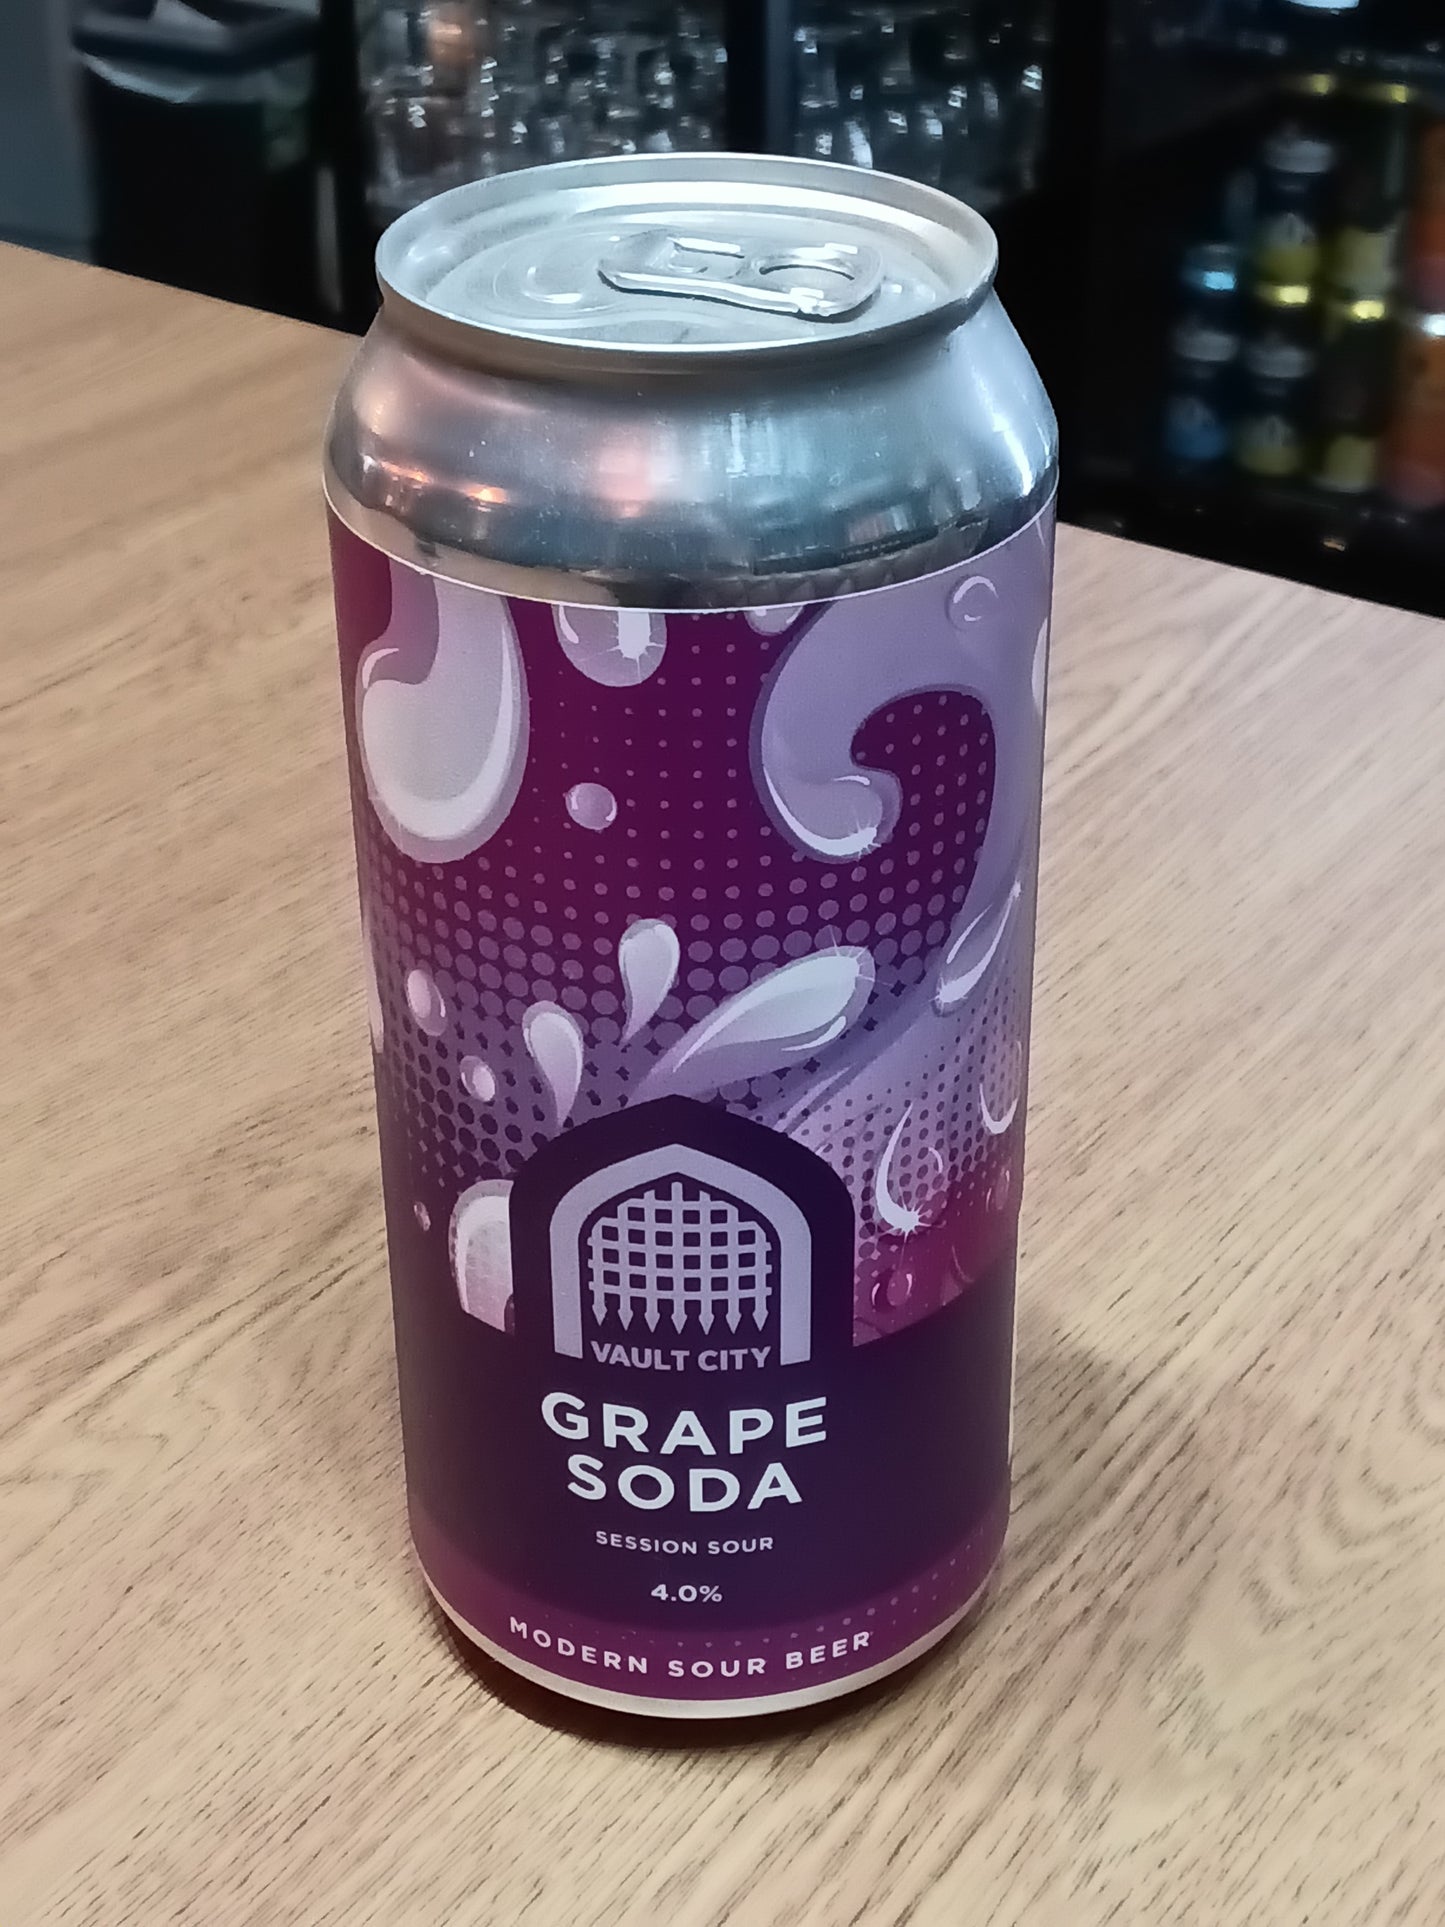 VAULT CITY
GRAPE
SODA
SESSION SOUR
4.0%
MODERN SOUR BEER